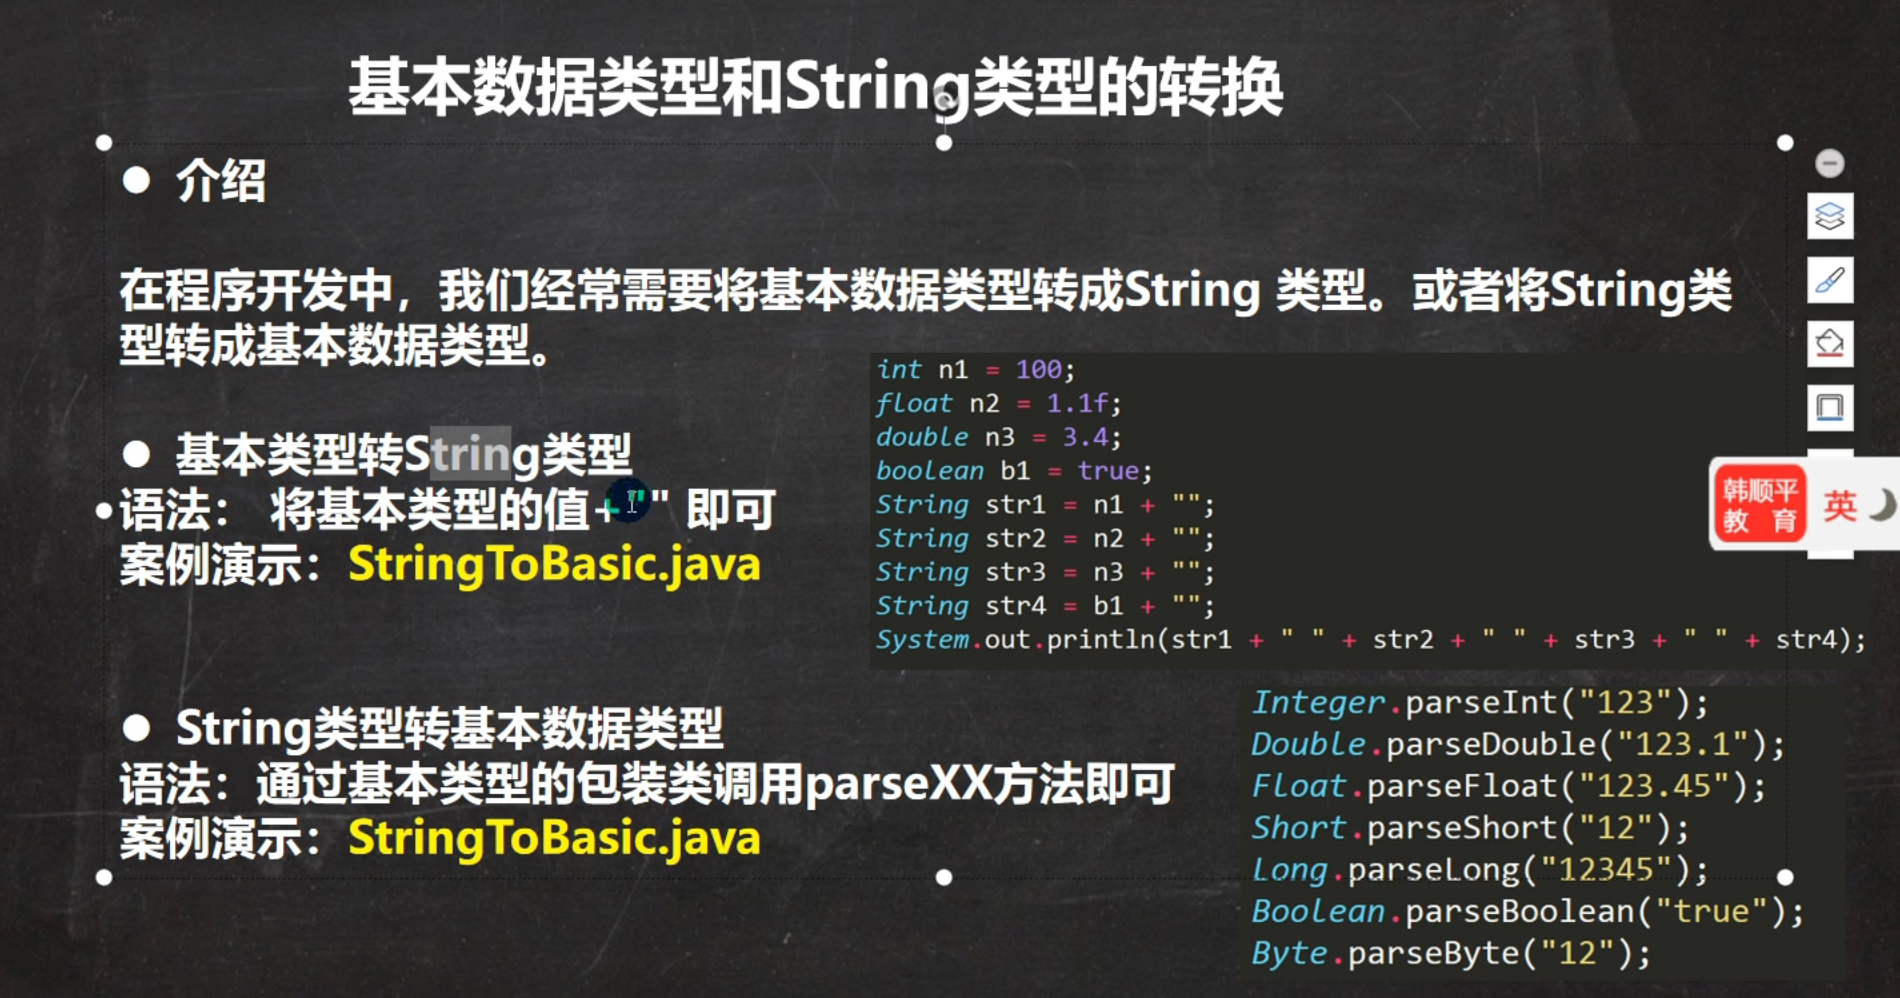 基本数据类型和String类型的转换
● 介绍
在程序开发中，我们经常需要将基本数据类型转成String 类型。或者将String类
型转成基本数据类型。
● 基本类型转String类型
语法： 将基本类型的值+"" 即可
案例演示：StringToBasic.java
int n1 = 100;
float n2 = 1.1f;
double n3 = 3.4;
boolean b1 = true;
String str1 = n1 + "";
String str2 = n2 + "";
String str3 = n3 + "";
String str4 = b1 + "";
System.out.println(str1 + " " + str2 + " " + str3 + " " + str4);
● String类型转基本数据类型
语法：通过基本类型的包装类调用parseXX方法即可
案例演示：StringToBasic.java
Integer.parseInt("123");
Double.parseDouble("123.1");
Float.parseFloat("123.45");
Short.parseShort("12");
Long.parseLong("12345");
Boolean.parseBoolean("true");
Byte.parseByte("12");
韩顺平
教 育
英